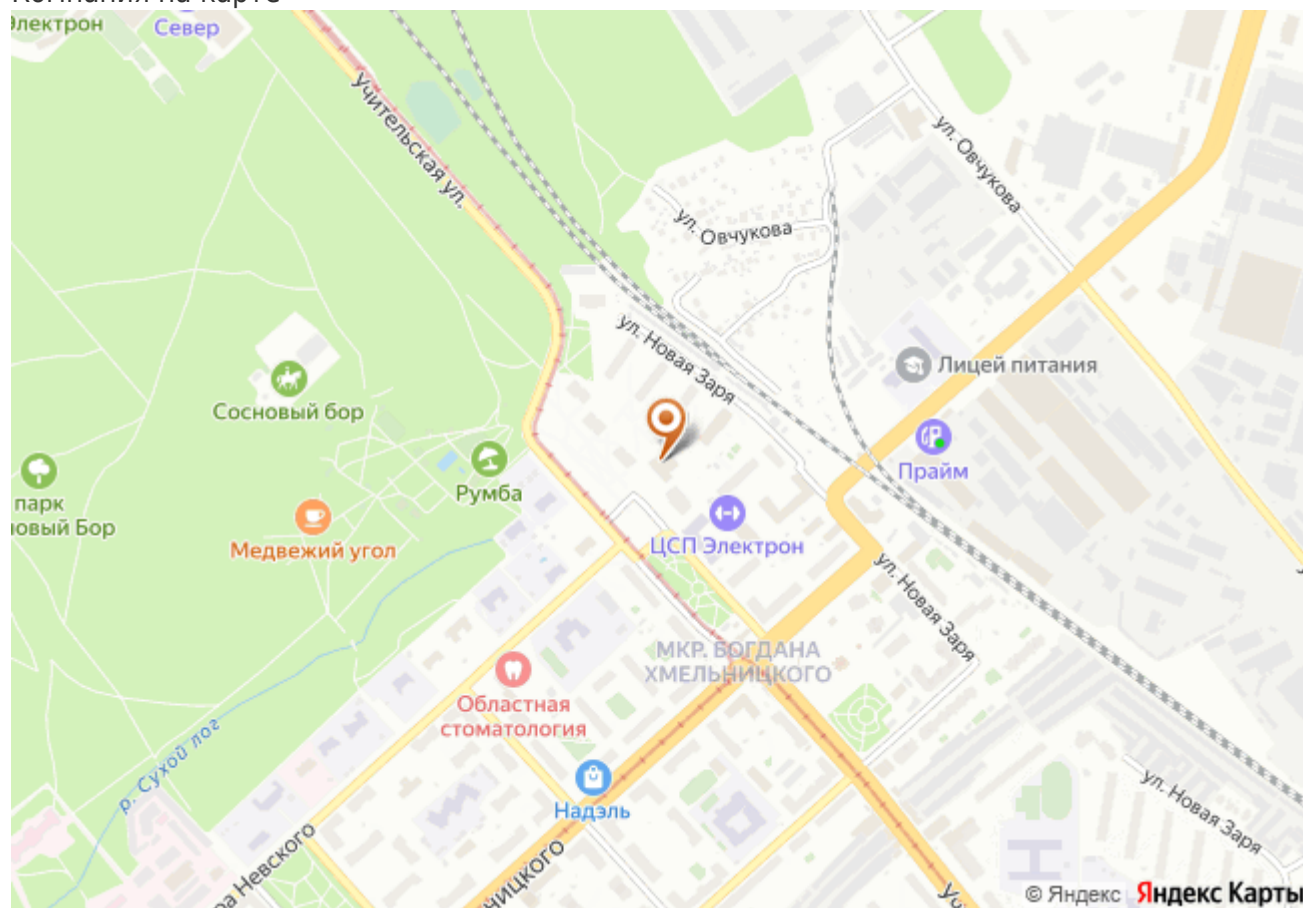 Электрон
Север
Учительская ул.
ул. Овчукова
ул. Овчукова
ул. Новая Заря
Лицей питания
Сосновый бор
Прайм
Румба
парк
овый Бор
Медвежий угол
ЦСП Электрон
ул. Новая Заря
МКР. БОГДАНА
ХМЕЛЬНИЦКОГО
Областная
стоматология
р. Сухой лог
Надэль
ул. Новая Заря
ра Невского
ницкого
Уч
© Яндекс Яндекс Карты